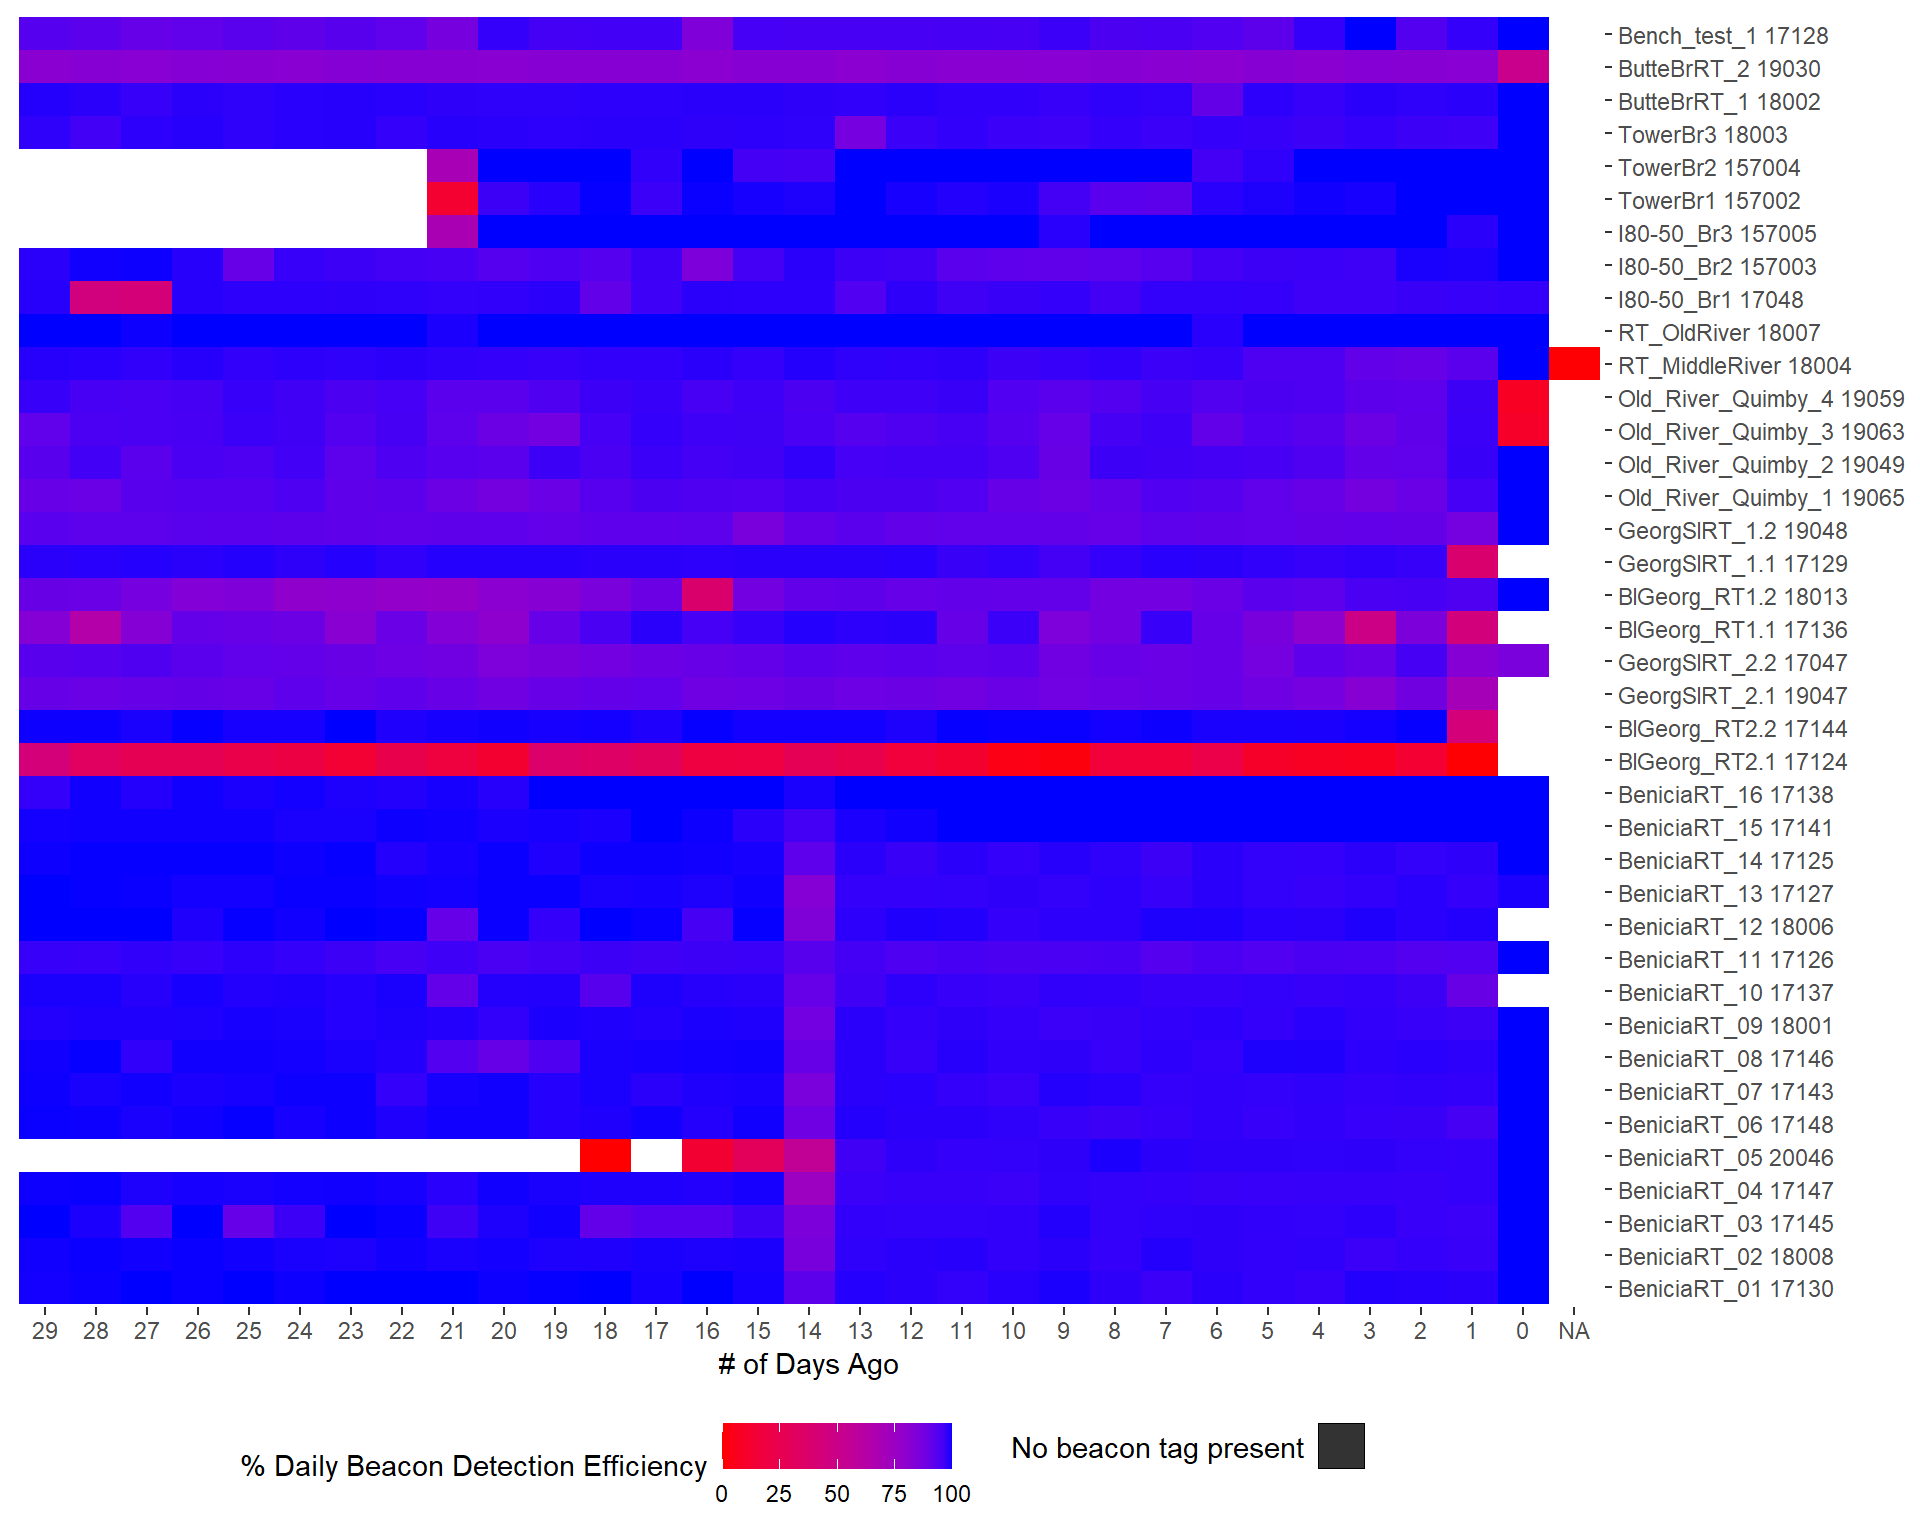 Bench_test_1 17128
ButteBrRT_2 19030
ButteBrRT_1 18002
TowerBr3 18003
TowerBr2 157004
TowerBr1 157002
I80-50_Br3 157005
I80-50_Br2 157003
I80-50_Br1 17048
RT_OldRiver 18007
RT_MiddleRiver 18004
Old_River_Quimby_4 19059
Old_River_Quimby_3 19063
Old_River_Quimby_2 19049
Old_River_Quimby_1 19065
GeorgSlRT_1.2 19048
GeorgSlRT_1.1 17129
BlGeorg_RT1.2 18013
BlGeorg_RT1.1 17136
GeorgSlRT_2.2 17047
GeorgSlRT_2.1 19047
BlGeorg_RT2.2 17144
BlGeorg_RT2.1 17124
BeniciaRT_16 17138
BeniciaRT_15 17141
BeniciaRT_14 17125
BeniciaRT_13 17127
BeniciaRT_12 18006
BeniciaRT_11 17126
BeniciaRT_10 17137
BeniciaRT_09 18001
BeniciaRT_08 17146
BeniciaRT_07 17143
BeniciaRT_06 17148
BeniciaRT_05 20046
BeniciaRT_04 17147
BeniciaRT_03 17145
BeniciaRT_02 18008
BeniciaRT_01 17130
29 28 27 26 25 24 23 22 21 20 19 18 17 16 15 14 13 12 11 10 9 8 7 6 5 4 3 2 1 0 NA
# of Days Ago
% Daily Beacon Detection Efficiency
0 25 50 75 100
No beacon tag present